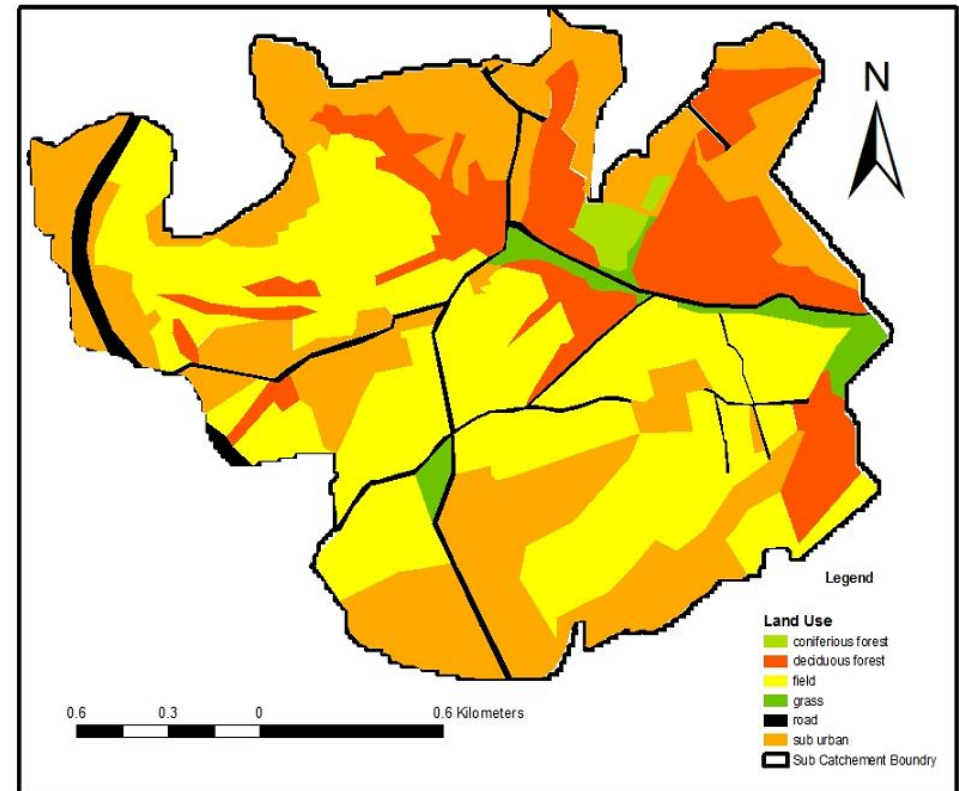 N
Legend
Land Use
coniferious forest
deciduous forest
field
grass
road
sub urban
Sub Catchement Boundry
0.6 0.3 0 0.6 Kilometers